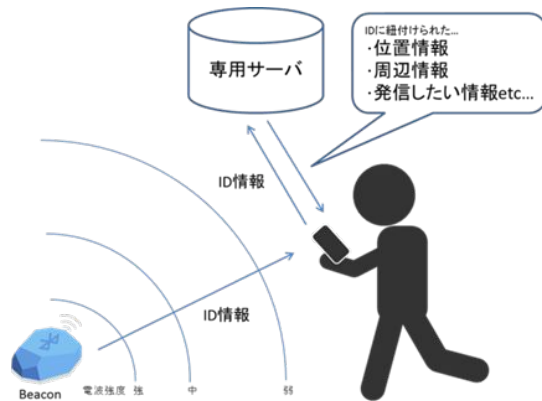 IDに紐付けられた…
・位置情報
・周辺情報
・発信したい情報etc…
専用サーバ
ID情報
ID情報
Beacon
電波強度 強 中 弱